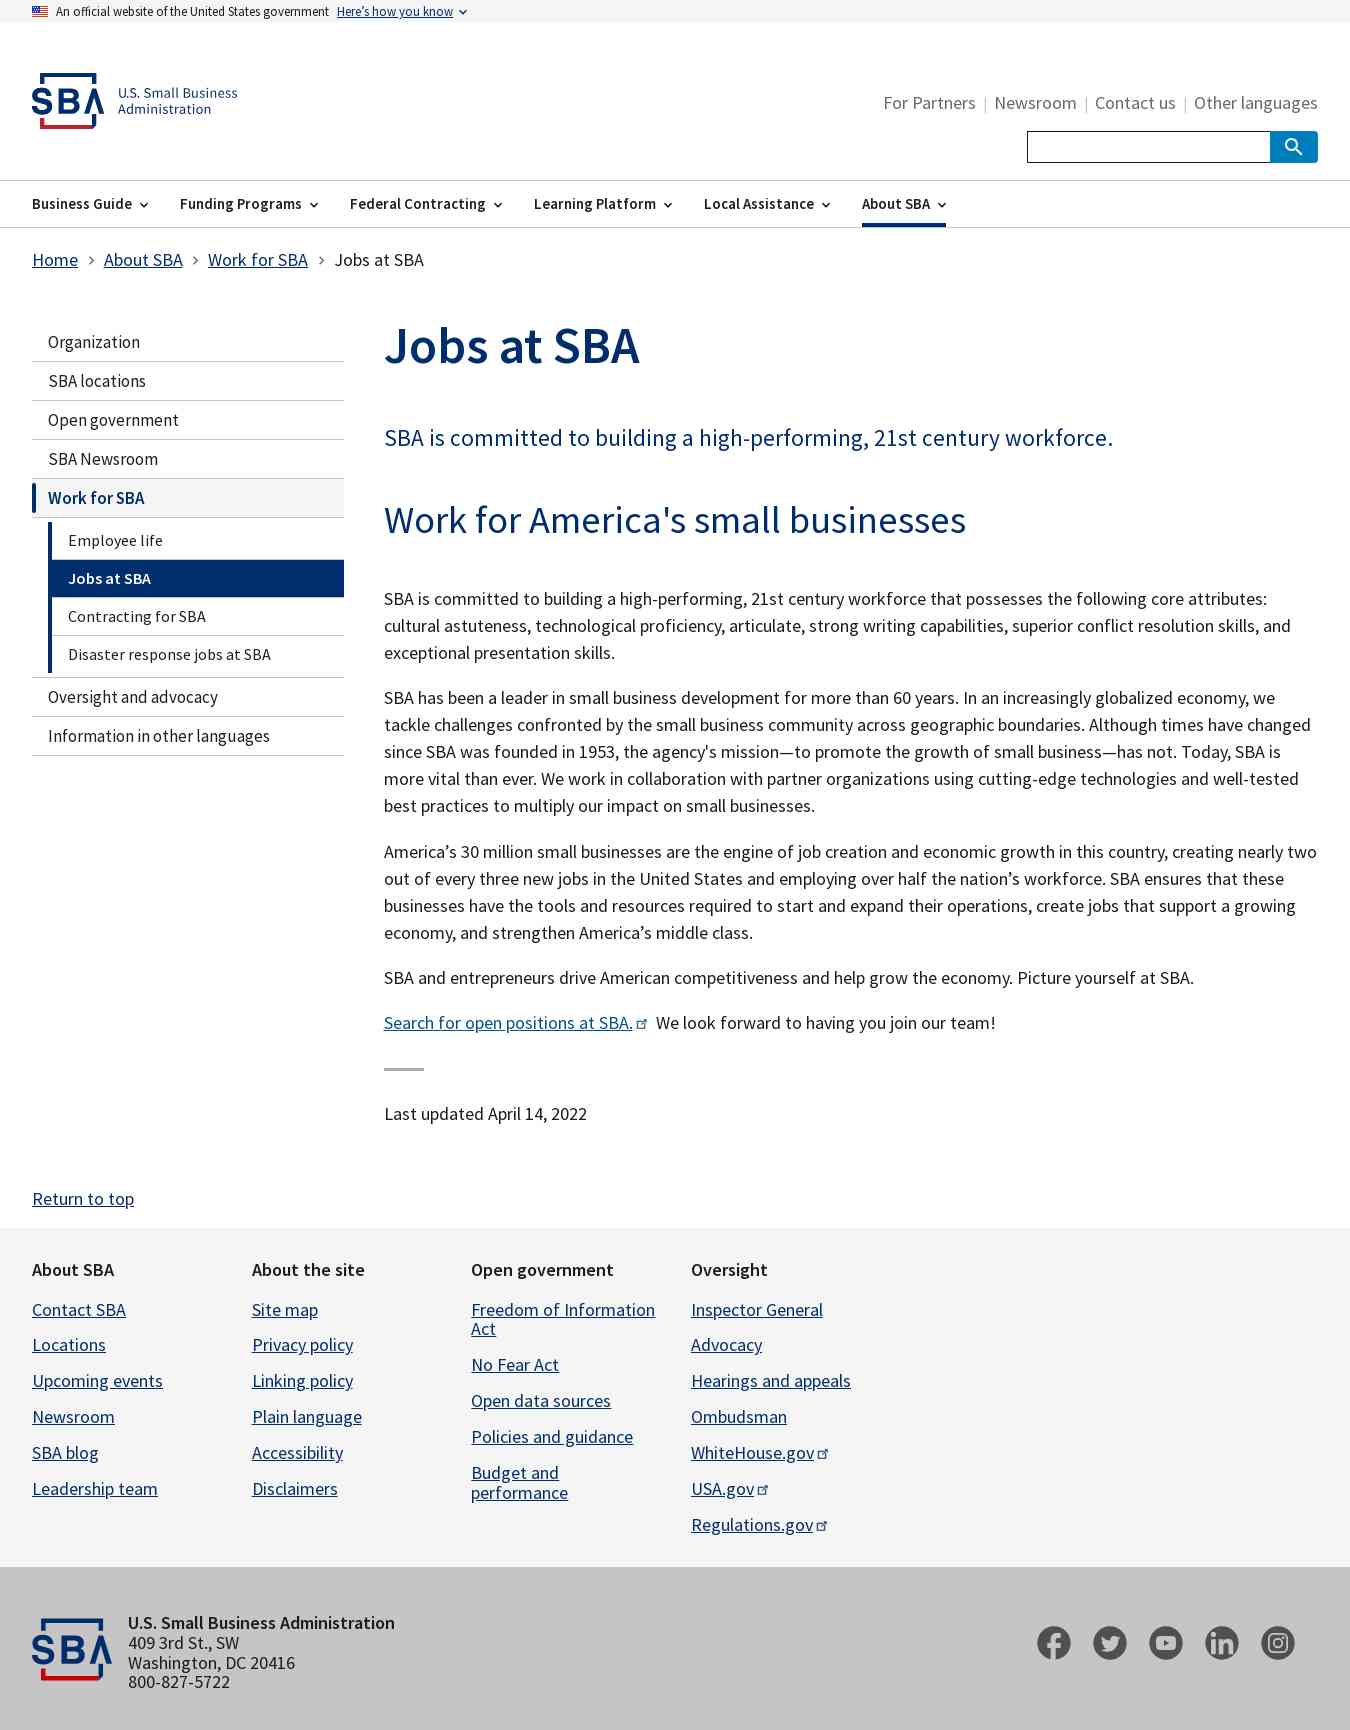 An official website of the United States government Here’s how you know
SBA U.S. Small Business
Administration
For Partners | Newsroom | Contact us | Other languages
Business Guide Funding Programs Federal Contracting Learning Platform Local Assistance About SBA
Home > About SBA > Work for SBA > Jobs at SBA
Organization
SBA locations
Open government
SBA Newsroom
Work for SBA
Employee life
Jobs at SBA
Contracting for SBA
Disaster response jobs at SBA
Oversight and advocacy
Information in other languages
Jobs at SBA
SBA is committed to building a high-performing, 21st century workforce.
Work for America's small businesses
SBA is committed to building a high-performing, 21st century workforce that possesses the following core attributes:
cultural astuteness, technological proficiency, articulate, strong writing capabilities, superior conflict resolution skills, and
exceptional presentation skills.
SBA has been a leader in small business development for more than 60 years. In an increasingly globalized economy, we
tackle challenges confronted by the small business community across geographic boundaries. Although times have changed
since SBA was founded in 1953, the agency's mission—to promote the growth of small business—has not. Today, SBA is
more vital than ever. We work in collaboration with partner organizations using cutting-edge technologies and well-tested
best practices to multiply our impact on small businesses.
America’s 30 million small businesses are the engine of job creation and economic growth in this country, creating nearly two
out of every three new jobs in the United States and employing over half the nation’s workforce. SBA ensures that these
businesses have the tools and resources required to start and expand their operations, create jobs that support a growing
economy, and strengthen America’s middle class.
SBA and entrepreneurs drive American competitiveness and help grow the economy. Picture yourself at SBA.
Search for open positions at SBA. We look forward to having you join our team!
Last updated April 14, 2022
Return to top
About SBA
Contact SBA
Locations
Upcoming events
Newsroom
SBA blog
Leadership team
About the site
Site map
Privacy policy
Linking policy
Plain language
Accessibility
Disclaimers
Open government
Freedom of Information
Act
No Fear Act
Open data sources
Policies and guidance
Budget and
performance
Oversight
Inspector General
Advocacy
Hearings and appeals
Ombudsman
WhiteHouse.gov
USA.gov
Regulations.gov
SBA
U.S. Small Business Administration
409 3rd St., SW
Washington, DC 20416
800-827-5722